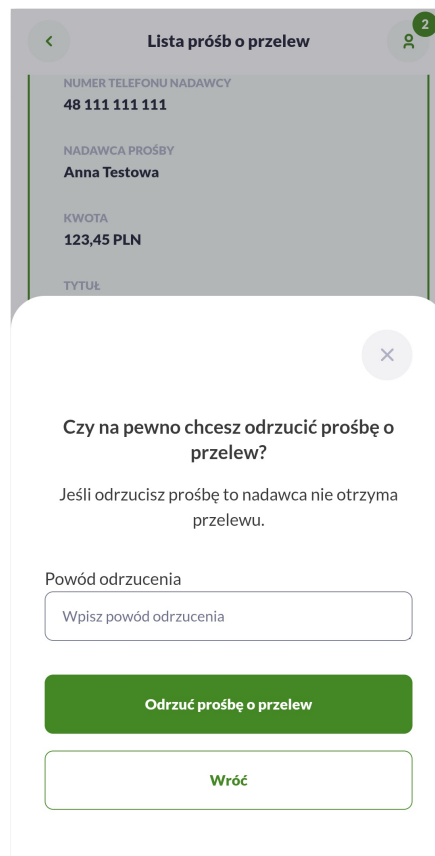 Lista próśb o przelew
2
NUMER TELEFONU NADAWCY
48 111 111 111
NADAWCA PROŚBY
Anna Testowa
KWOTA
123,45 PLN
TYTUŁ
Czy na pewno chcesz odrzucić prośbę o
przelew?
Jeśli odrzucisz prośbę to nadawca nie otrzyma
przelewu.
Powód odrzucenia
Wpisz powód odrzucenia
Odrzuć prośbę o przelew
Wróć